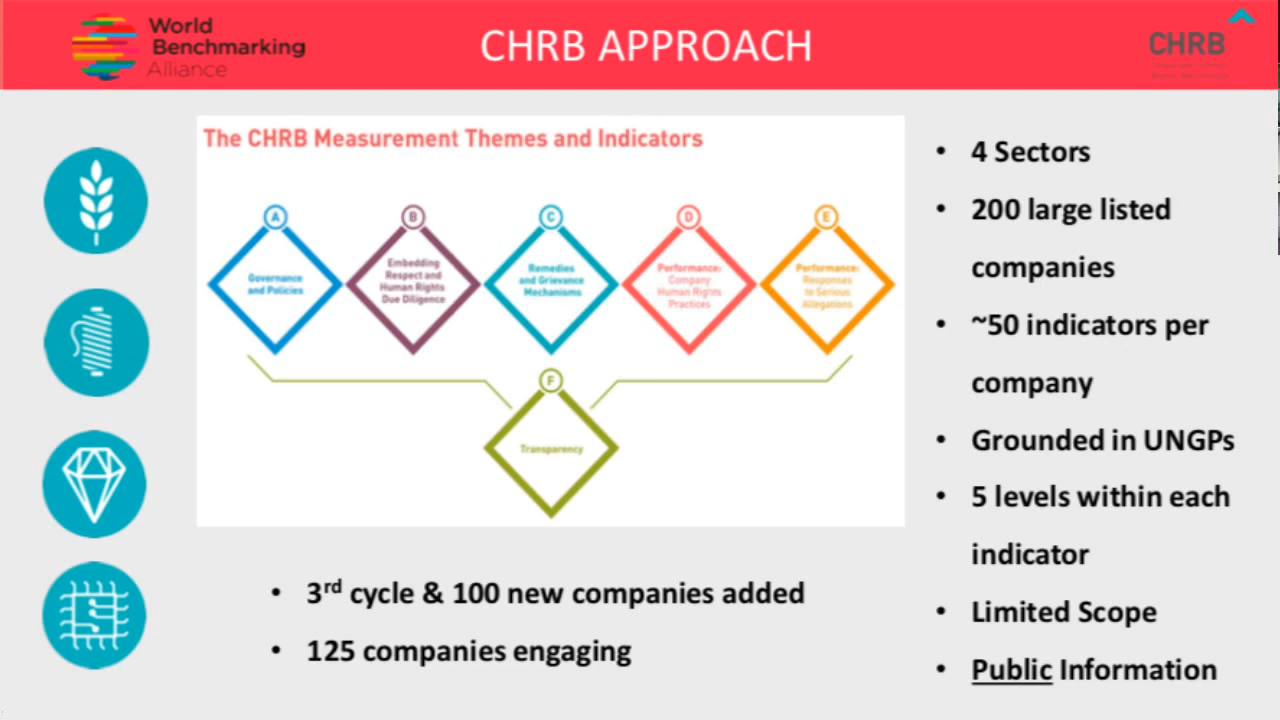 World
Benchmarking
Alliance
CHRB APPROACH
CHRB
The CHRB Measurement Themes and Indicators
A
Governance
and Policies
B
Embedding
Respect and
Human Rights
Due Diligence
C
Remedies
and Grievance
Mechanisms
D
Performance:
Company
Human Rights
Practices
E
Performance:
Responses
to Serious
Allegations
F
Transparency
• 3rd cycle & 100 new companies added
• 125 companies engaging
• 4 Sectors
• 200 large listed
companies
• ~50 indicators per
company
• Grounded in UNGPs
• 5 levels within each
indicator
• Limited Scope
• Public Information